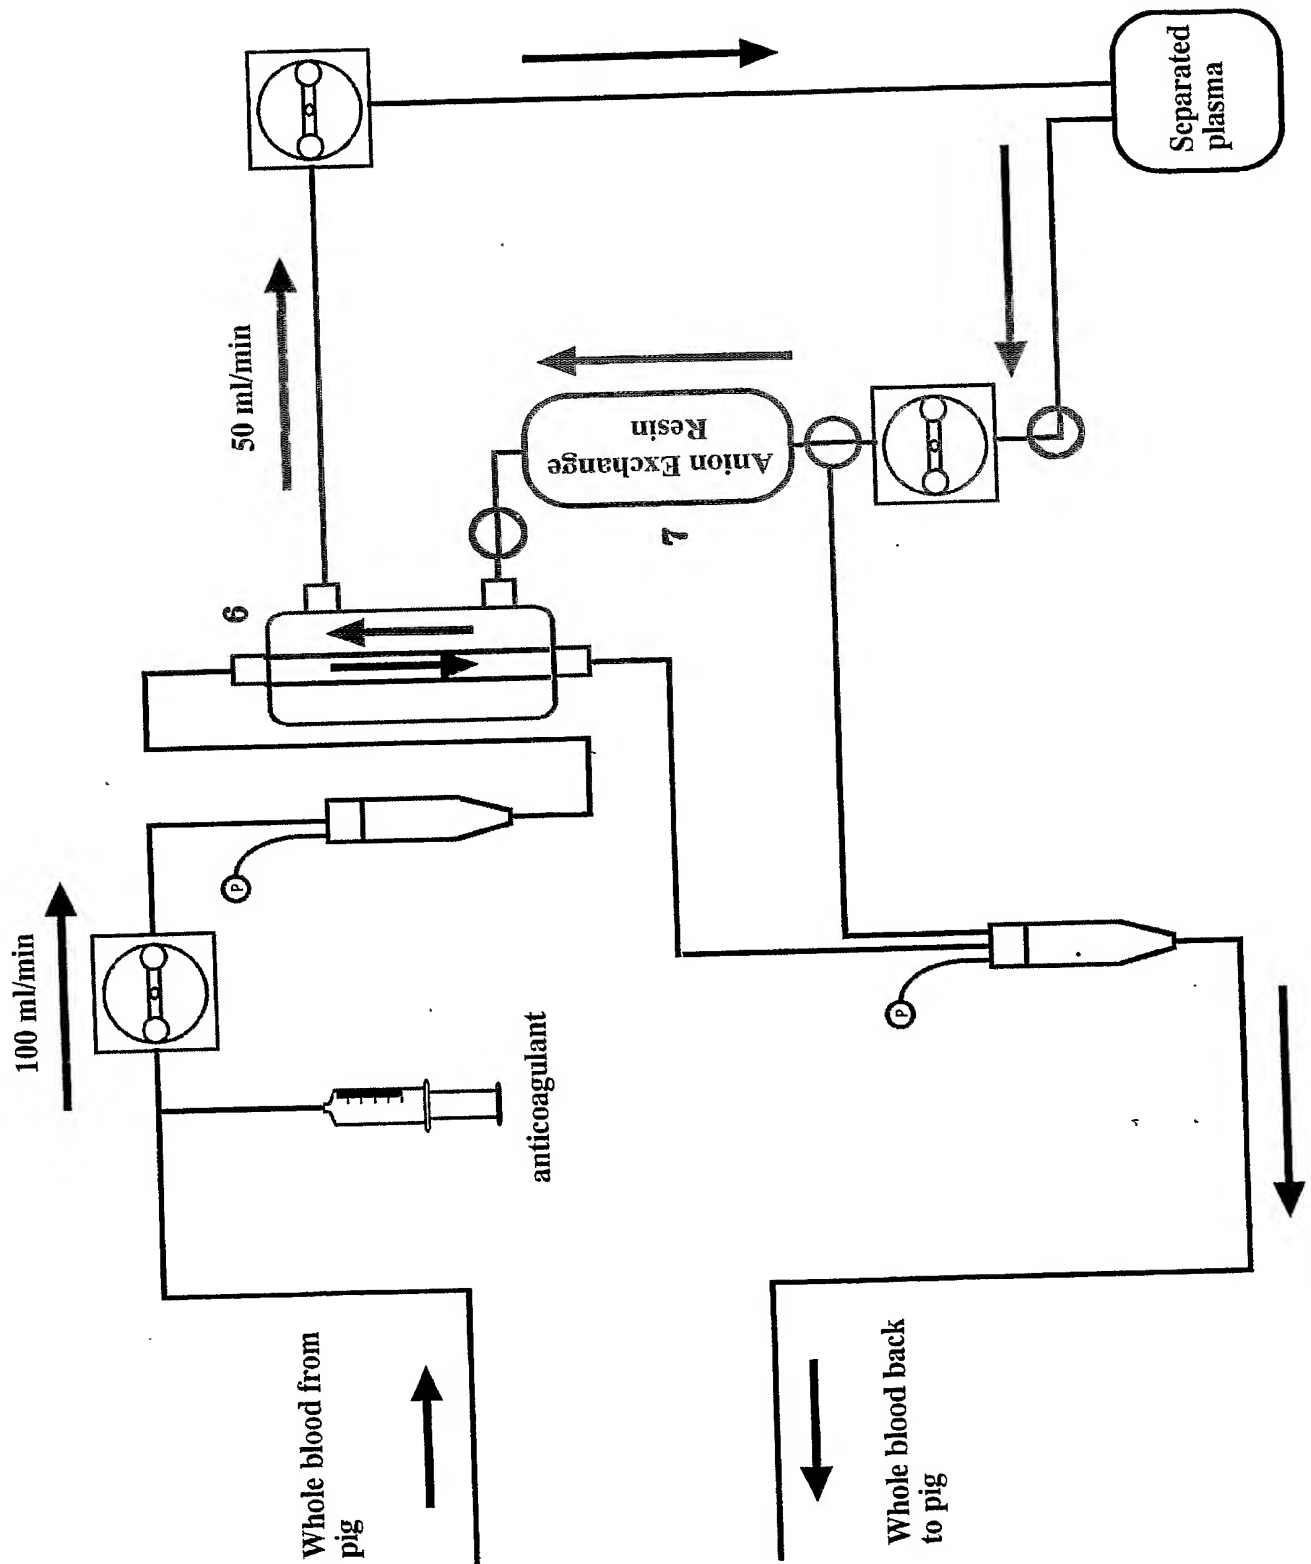 100 ml/min
Whole blood from
pig
anticoagulant
P
50 ml/min
6
7
Anion Exchange
Resin
Separated
plasma
P
Whole blood back
to pig